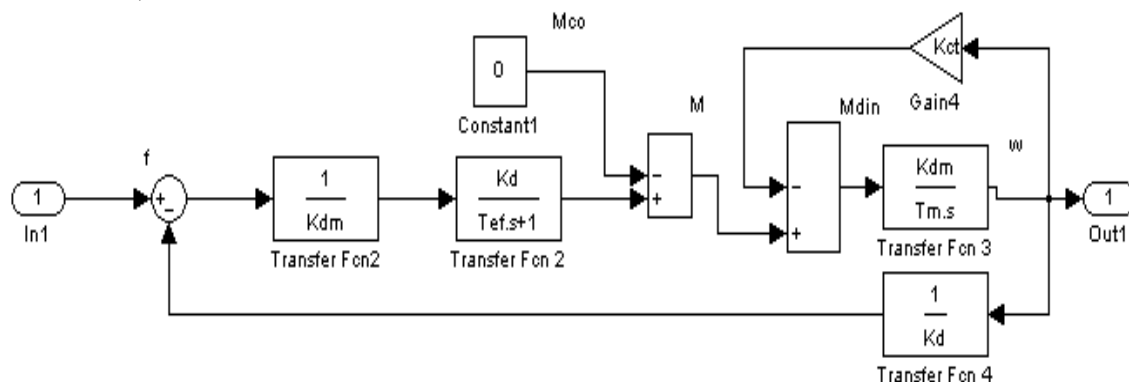 Mco
Kct
Gain4
0
Constant1
M
Mdin
w
f
1
In1
+
-
1
Kdm
Transfer Fcn2
Kd
Tef.s+1
Transfer Fcn 2
-
+
-
+
Kdm
Tm.s
Transfer Fcn 3
1
Out1
1
Kd
Transfer Fcn 4